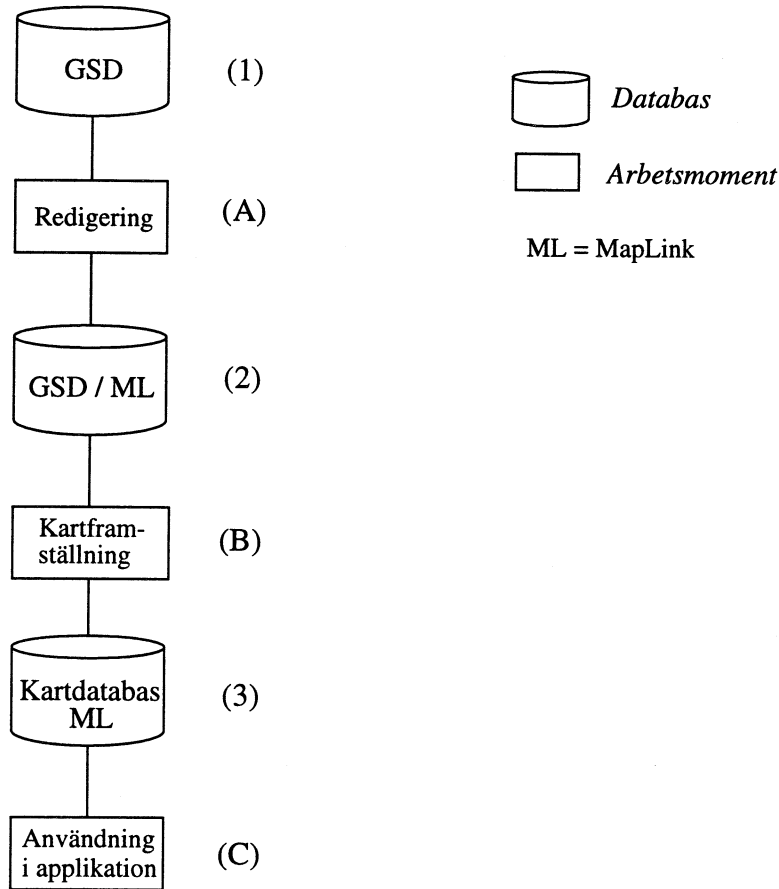 GSD
(1)
Databas
Redigering
(A)
Arbetsmoment
ML = MapLink
GSD / ML
(2)
Kartfram-
ställning
(B)
Kartdatabas
ML
(3)
Användning
i applikation
(C)